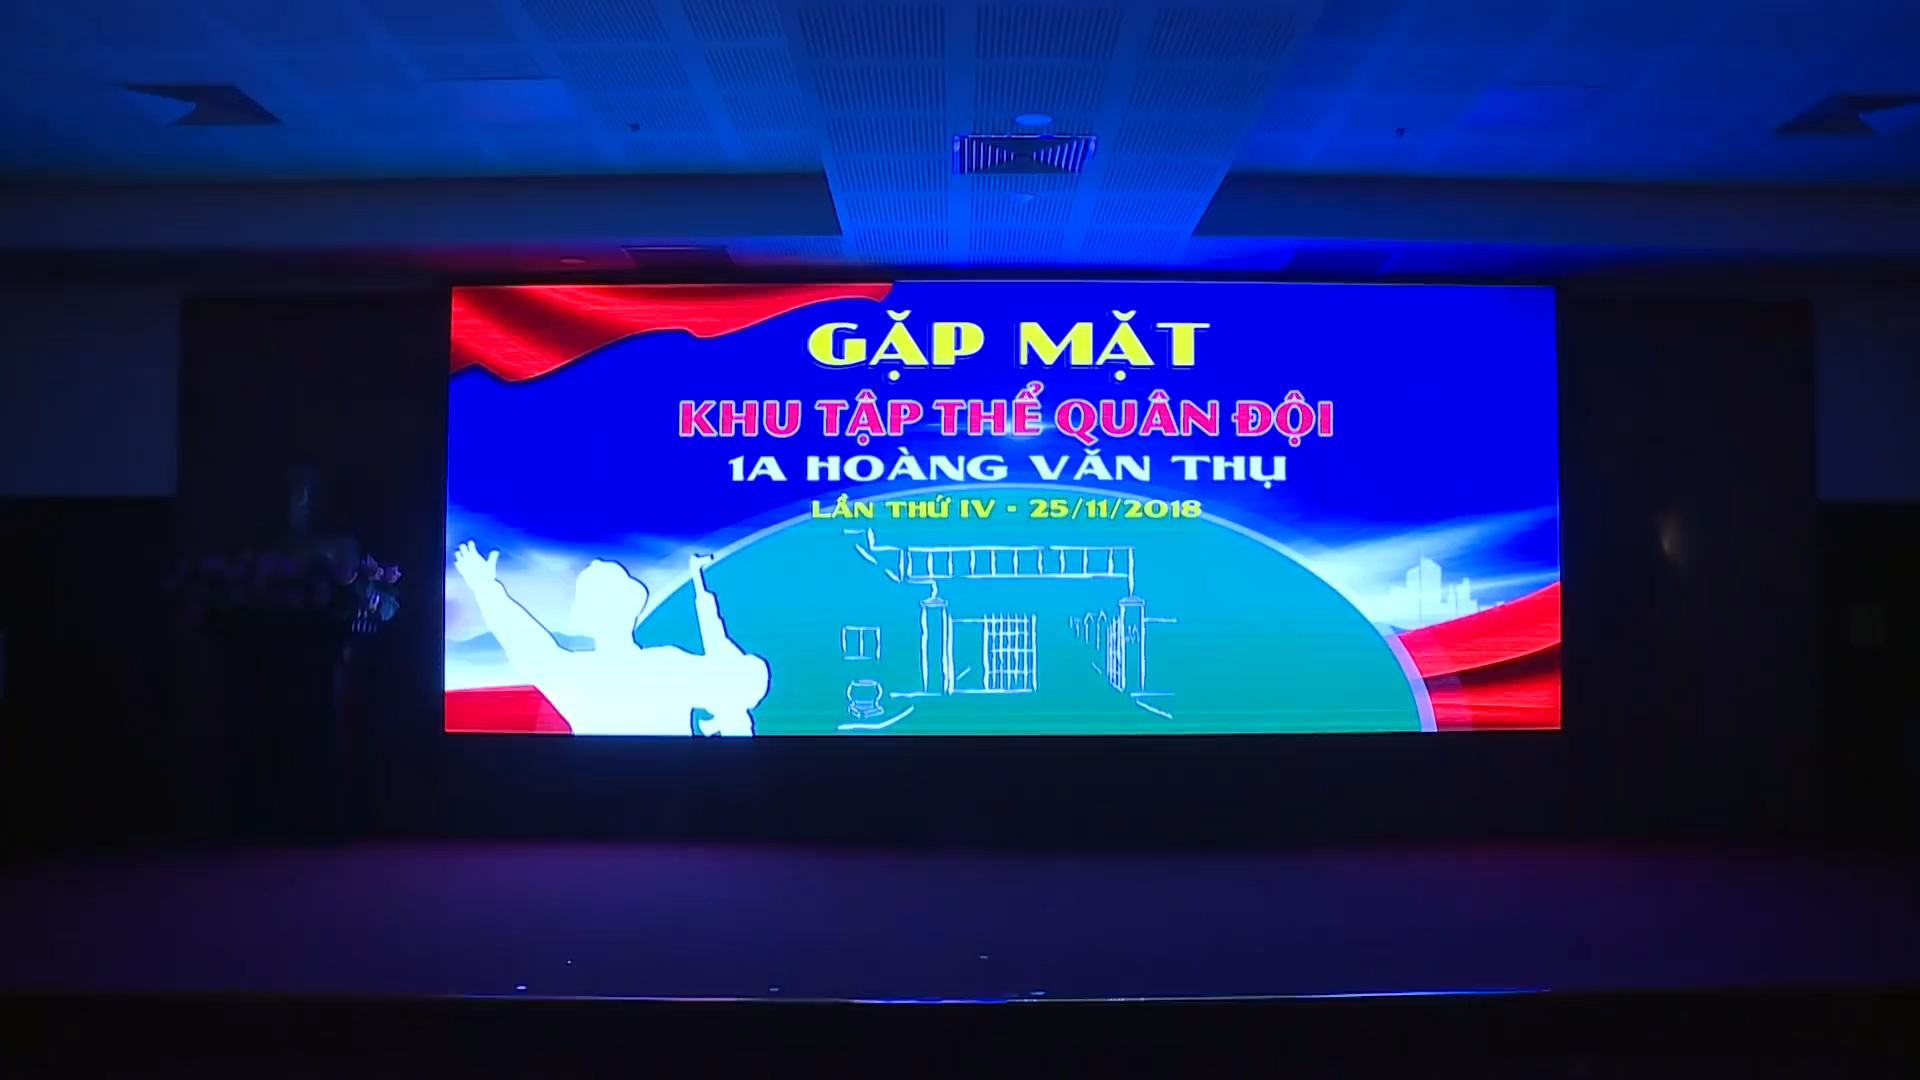 GẶP MẶT
KHU TẬP THỂ QUÂN ĐỘI
1A HOÀNG VĂN THỤ
LẦN THỨ IV - 25/11/2018